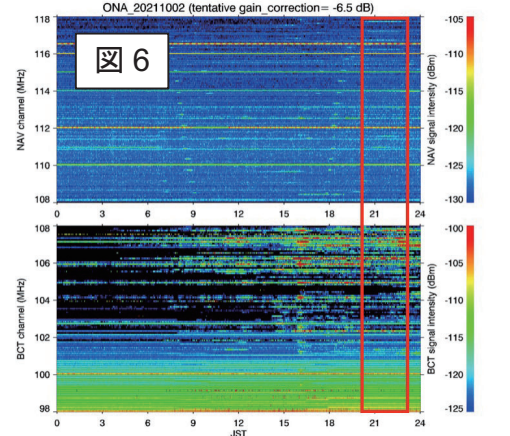 ONA_20211002 (tentative gain_correction= -6.5 dB)
図 6
NAV channel (MHz)
118
116
114
112
110
108
0 3 6 9 12 15 18 21 24
NAV signal intensity (dBm)
-105
-110
-115
-120
-125
-130
BCT channel (MHz)
108
106
104
102
100
98
0 3 6 9 12 15 18 21 24
JST
BCT signal intensity (dBm)
-100
-105
-110
-115
-120
-125